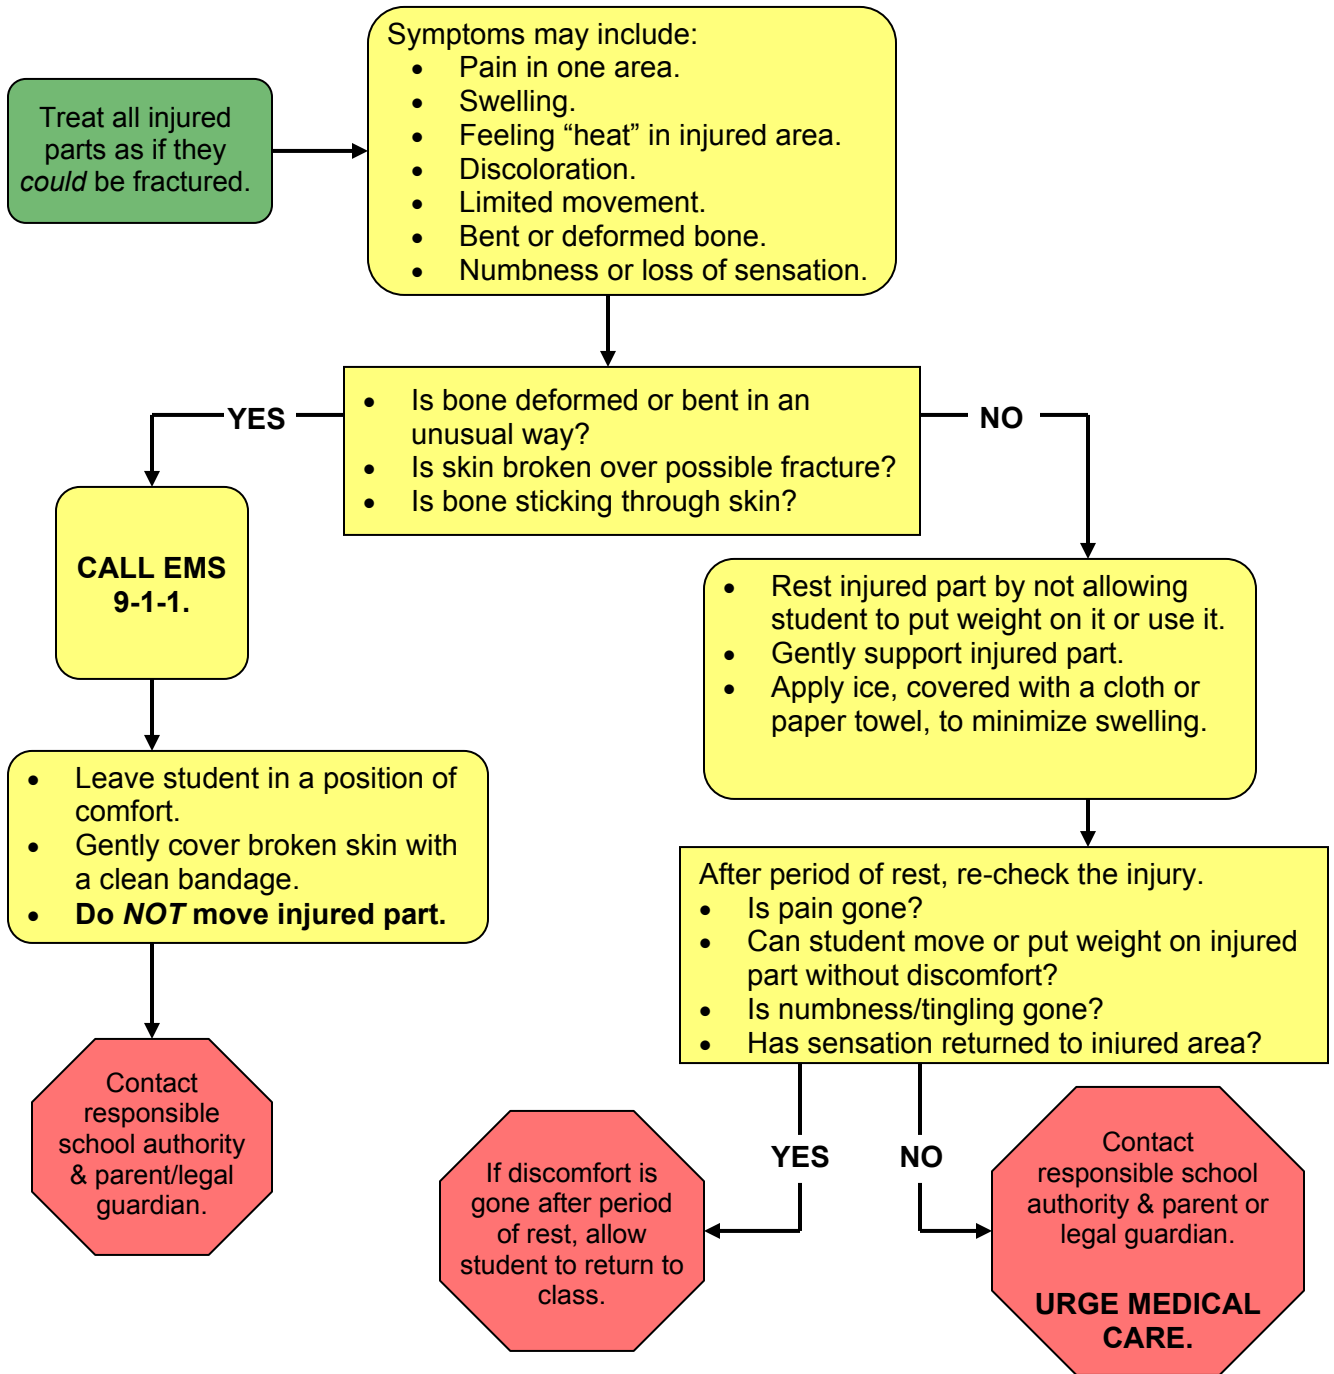 Treat all injured
parts as if they
could be fractured.
Symptoms may include:
• Pain in one area.
• Swelling.
• Feeling “heat” in injured area.
• Discoloration.
• Limited movement.
• Bent or deformed bone.
• Numbness or loss of sensation.
• Is bone deformed or bent in an
unusual way?
• Is skin broken over possible fracture?
• Is bone sticking through skin?
YES
NO
CALL EMS
9-1-1.
• Rest injured part by not allowing
student to put weight on it or use it.
• Gently support injured part.
• Apply ice, covered with a cloth or
paper towel, to minimize swelling.
• Leave student in a position of
comfort.
• Gently cover broken skin with
a clean bandage.
• Do NOT move injured part.
After period of rest, re-check the injury.
• Is pain gone?
• Can student move or put weight on injured
part without discomfort?
• Is numbness/tingling gone?
• Has sensation returned to injured area?
Contact
responsible
school authority
& parent/legal
guardian.
YES
NO
If discomfort is
gone after period
of rest, allow
student to return to
class.
Contact
responsible school
authority & parent or
legal guardian.
URGE MEDICAL
CARE.